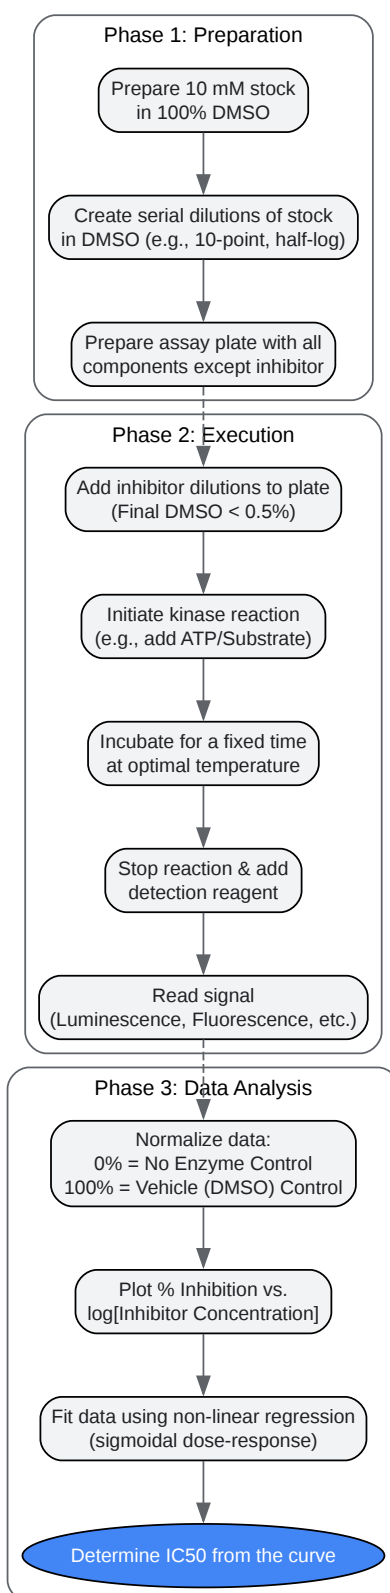 Phase 1: Preparation
Prepare 10 mM stock
in 100% DMSO
Create serial dilutions of stock
in DMSO (e.g., 10-point, half-log)
Prepare assay plate with all
components except inhibitor
Phase 2: Execution
Add inhibitor dilutions to plate
(Final DMSO < 0.5%)
Initiate kinase reaction
(e.g., add ATP/Substrate)
Incubate for a fixed time
at optimal temperature
Stop reaction & add
detection reagent
Read signal
(Luminescence, Fluorescence, etc.)
Phase 3: Data Analysis
Normalize data:
0% = No Enzyme Control
100% = Vehicle (DMSO) Control
Plot % Inhibition vs.
log[Inhibitor Concentration]
Fit data using non-linear regression
(sigmoidal dose-response)
Determine IC50 from the curve